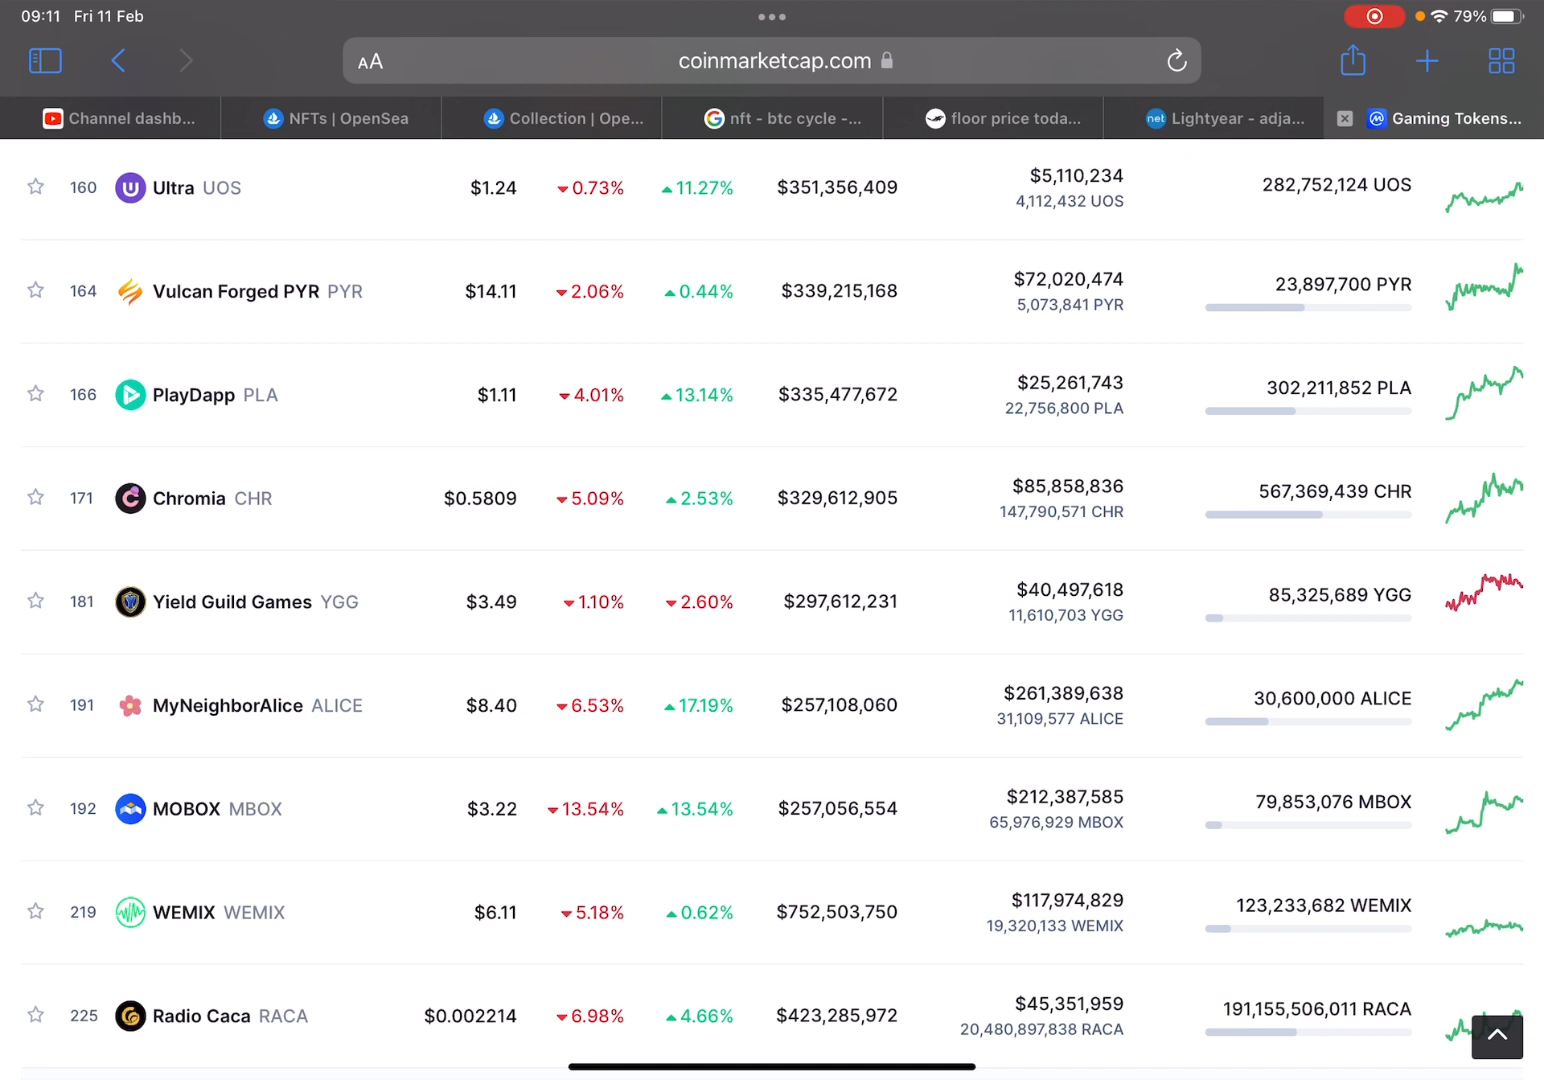 09:11 Fri 11 Feb
79%
AA coinmarketcap.com
Channel dashb... NFTs | OpenSea Collection | Ope... nft - btc cycle -... floor price toda... net Lightyear - adja... Gaming Tokens...
160 Ultra UOS $1.24 0.73% 11.27% $351,356,409 $5,110,234 282,752,124 UOS
4,112,432 UOS
164 Vulcan Forged PYR PYR $14.11 2.06% 0.44% $339,215,168 $72,020,474 23,897,700 PYR
5,073,841 PYR
166 PlayDapp PLA $1.11 4.01% 13.14% $335,477,672 $25,261,743 302,211,852 PLA
22,756,800 PLA
171 Chromia CHR $0.5809 5.09% 2.53% $329,612,905 $85,858,836 567,369,439 CHR
147,790,571 CHR
181 Yield Guild Games YGG $3.49 1.10% 2.60% $297,612,231 $40,497,618 85,325,689 YGG
11,610,703 YGG
191 MyNeighborAlice ALICE $8.40 6.53% 17.19% $257,108,060 $261,389,638 30,600,000 ALICE
31,109,577 ALICE
192 MOBOX MBOX $3.22 13.54% 13.54% $257,056,554 $212,387,585 79,853,076 MBOX
65,976,929 MBOX
219 WEMIX WEMIX $6.11 5.18% 0.62% $752,503,750 $117,974,829 123,233,682 WEMIX
19,320,133 WEMIX
225 Radio Caca RACA $0.002214 6.98% 4.66% $423,285,972 $45,351,959 191,155,506,011 RACA
20,480,897,838 RACA